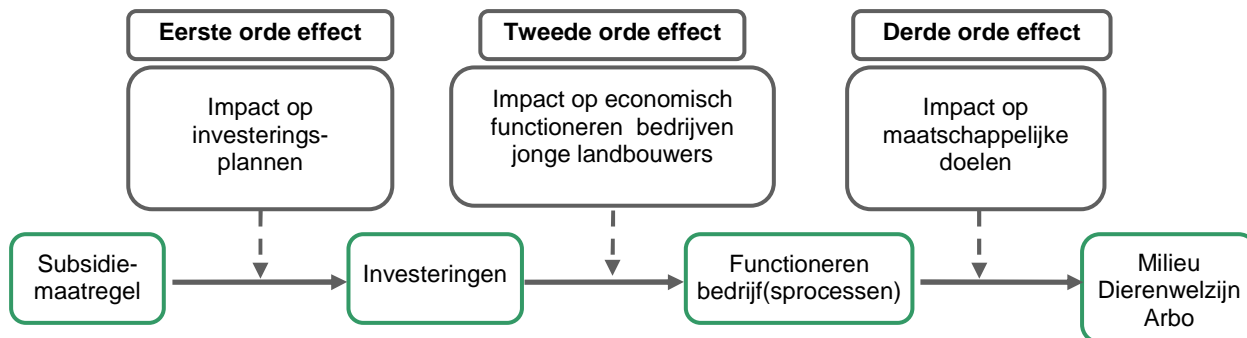 Eerste orde effect
Tweede orde effect
Derde orde effect
Impact op
investerings-
plannen
Impact op economisch
functioneren bedrijven
jonge landbouwers
Impact op
maatschappelijke
doelen
Subsidie-
maatregel
Investeringen
Functioneren
bedrijf(sprocessen)
Milieu
Dierenwelzijn
Arbo